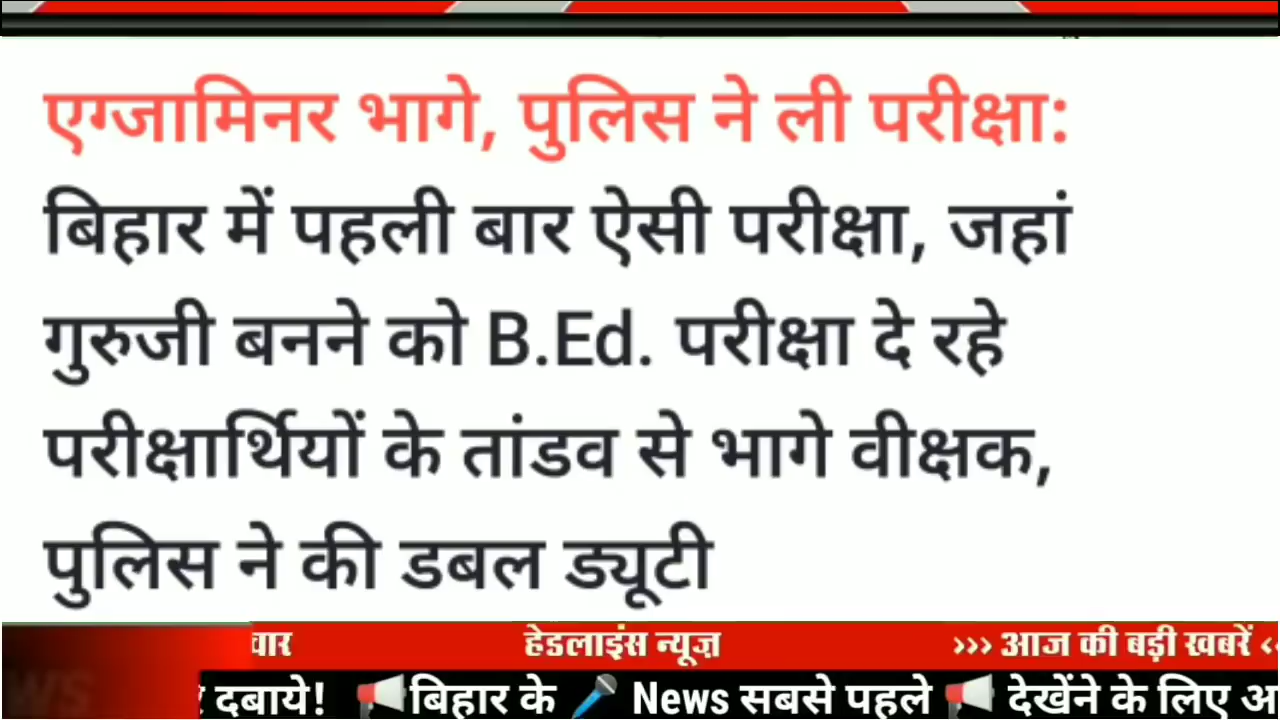 एग्जामिनर भागे, पुलिस ने ली परीक्षा:
बिहार में पहली बार ऐसी परीक्षा, जहां
गुरुजी बनने को B.Ed. परीक्षा दे रहे
परीक्षार्थियों के तांडव से भागे वीक्षक,
पुलिस ने की डबल ड्यूटी
हेडलाइंस न्यूज़ ››› आज की बड़ी खबरें ‹‹
दबाये! बिहार के News सबसे पहले देखेंने के लिए